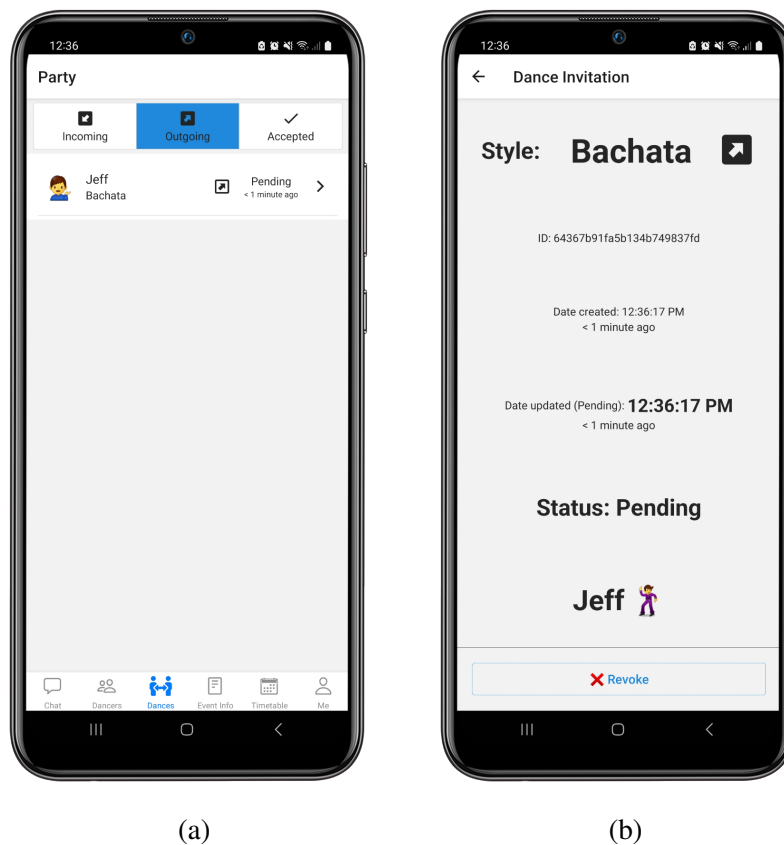 12:36
Party
Incoming
Outgoing
Accepted
Jeff
Bachata
Pending
< 1 minute ago
Chat
Dancers
Dances
Event Info
Timetable
Me
(a)
12:36
Dance Invitation
Style: Bachata
ID: 64367b91fa5b134b749837fd
Date created: 12:36:17 PM
< 1 minute ago
Date updated (Pending): 12:36:17 PM
< 1 minute ago
Status: Pending
Jeff
Revoke
(b)